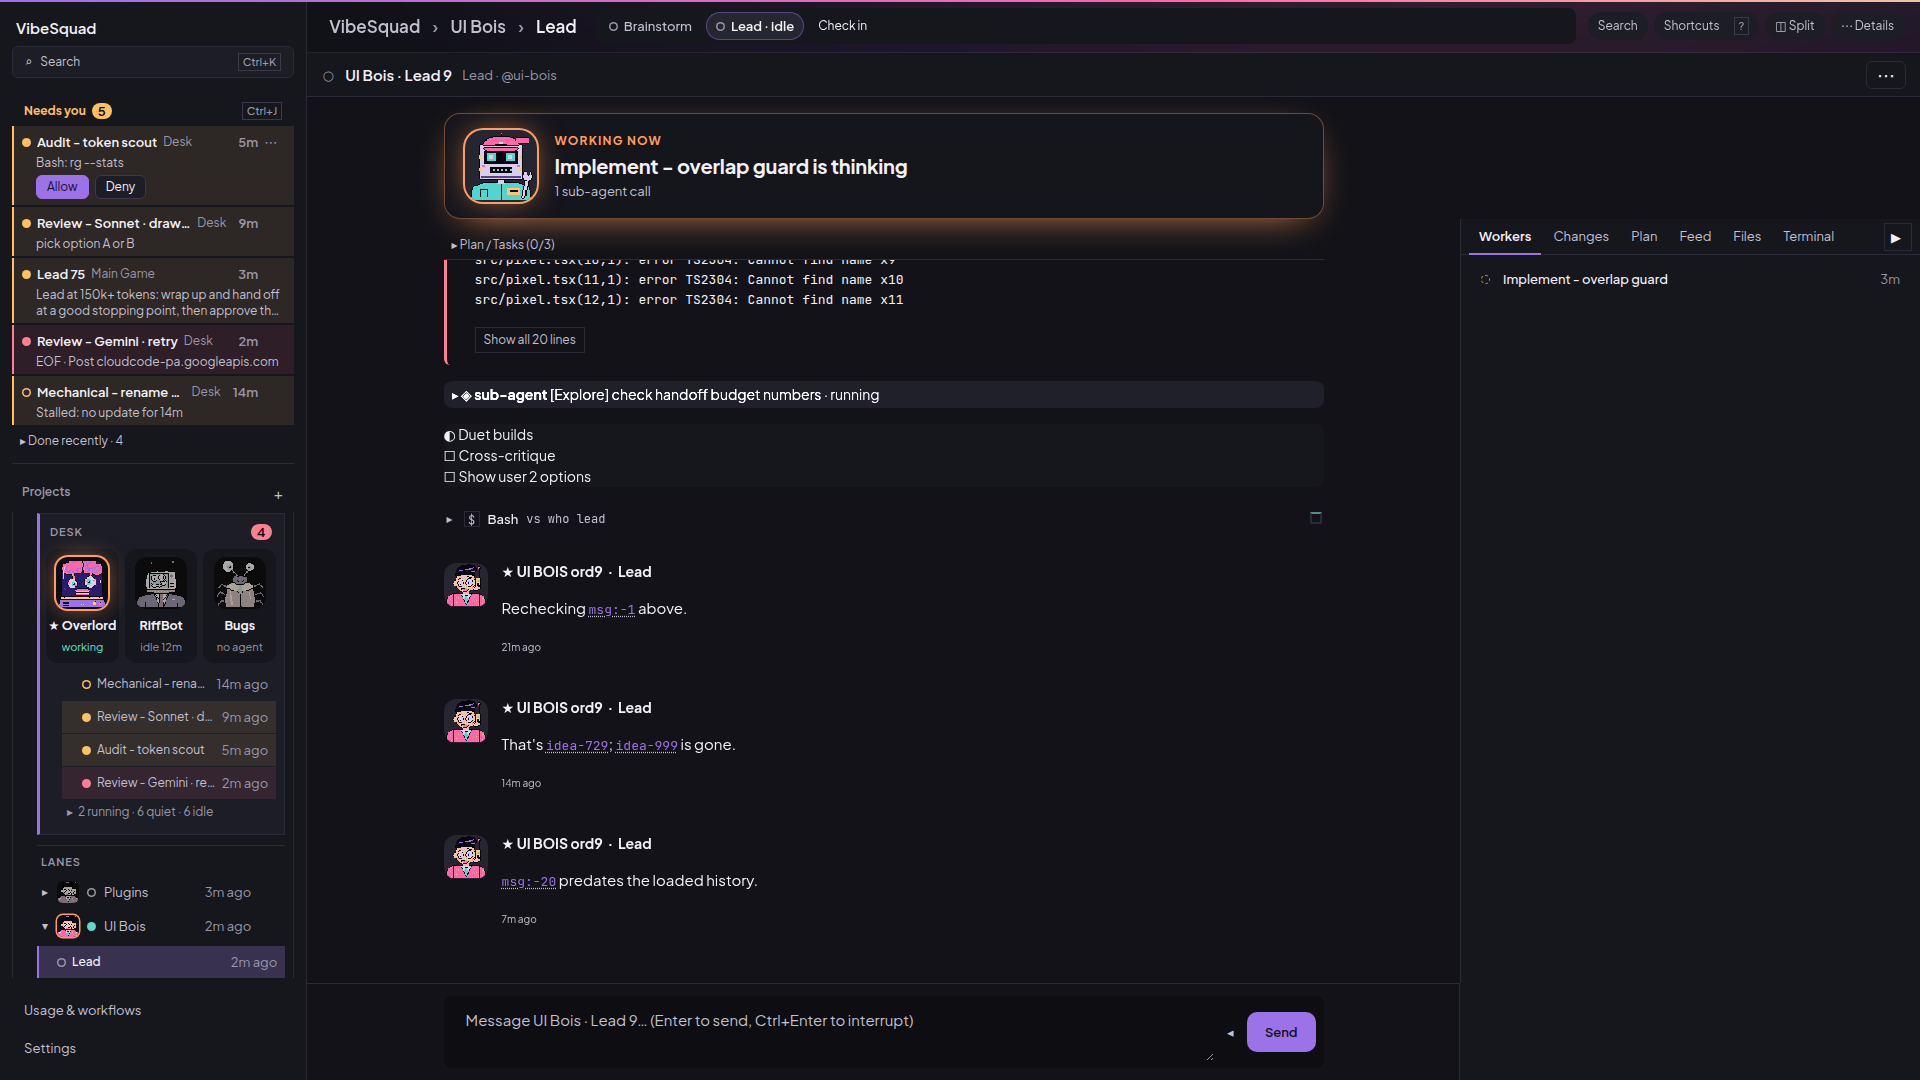 VibeSquad
Search Ctrl+K
Needs you 5 Ctrl+J
Audit – token scout Desk 5m ⋯
Bash: rg --stats
Allow Deny
Review – Sonnet · draw… Desk 9m
pick option A or B
Lead 75 Main Game 3m
Lead at 150k+ tokens: wrap up and hand off
at a good stopping point, then approve th…
Review – Gemini · retry Desk 2m
EOF · Post cloudcode-pa.googleapis.com
Mechanical – rename … Desk 14m
Stalled: no update for 14m
▸ Done recently · 4
Projects +
DESK 4
★ Overlord
working
RiffBot
idle 12m
Bugs
no agent
Mechanical – rena… 14m ago
Review – Sonnet · d… 9m ago
Audit – token scout 5m ago
Review – Gemini · re… 2m ago
▸ 2 running · 6 quiet · 6 idle
LANES
▸ Plugins 3m ago
▾ UI Bois 2m ago
Lead 2m ago
Usage & workflows
Settings
VibeSquad › UI Bois › Lead
Brainstorm Lead · idle Check in
Search Shortcuts ? Split ⋯ Details
UI Bois · Lead 9 Lead · @ui-bois ⋯
WORKING NOW
Implement – overlap guard is thinking
1 sub-agent call
▸ Plan / Tasks (0/3)
src/pixel.tsx(10,1): error TS2304: Cannot find name x9
src/pixel.tsx(11,1): error TS2304: Cannot find name x10
src/pixel.tsx(12,1): error TS2304: Cannot find name x11
Show all 20 lines
▸ ◈ sub-agent [Explore] check handoff budget numbers · running
◐ Duet builds
☐ Cross-critique
☐ Show user 2 options
▸ $ Bash vs who lead
★ UI BOIS ord9 · Lead
Rechecking msg:-1 above.
21m ago
★ UI BOIS ord9 · Lead
That's idea-729; idea-999 is gone.
14m ago
★ UI BOIS ord9 · Lead
msg:-20 predates the loaded history.
7m ago
Message UI Bois · Lead 9… (Enter to send, Ctrl+Enter to interrupt)
◂ Send
Workers Changes Plan Feed Files Terminal ▶
Implement – overlap guard 3m